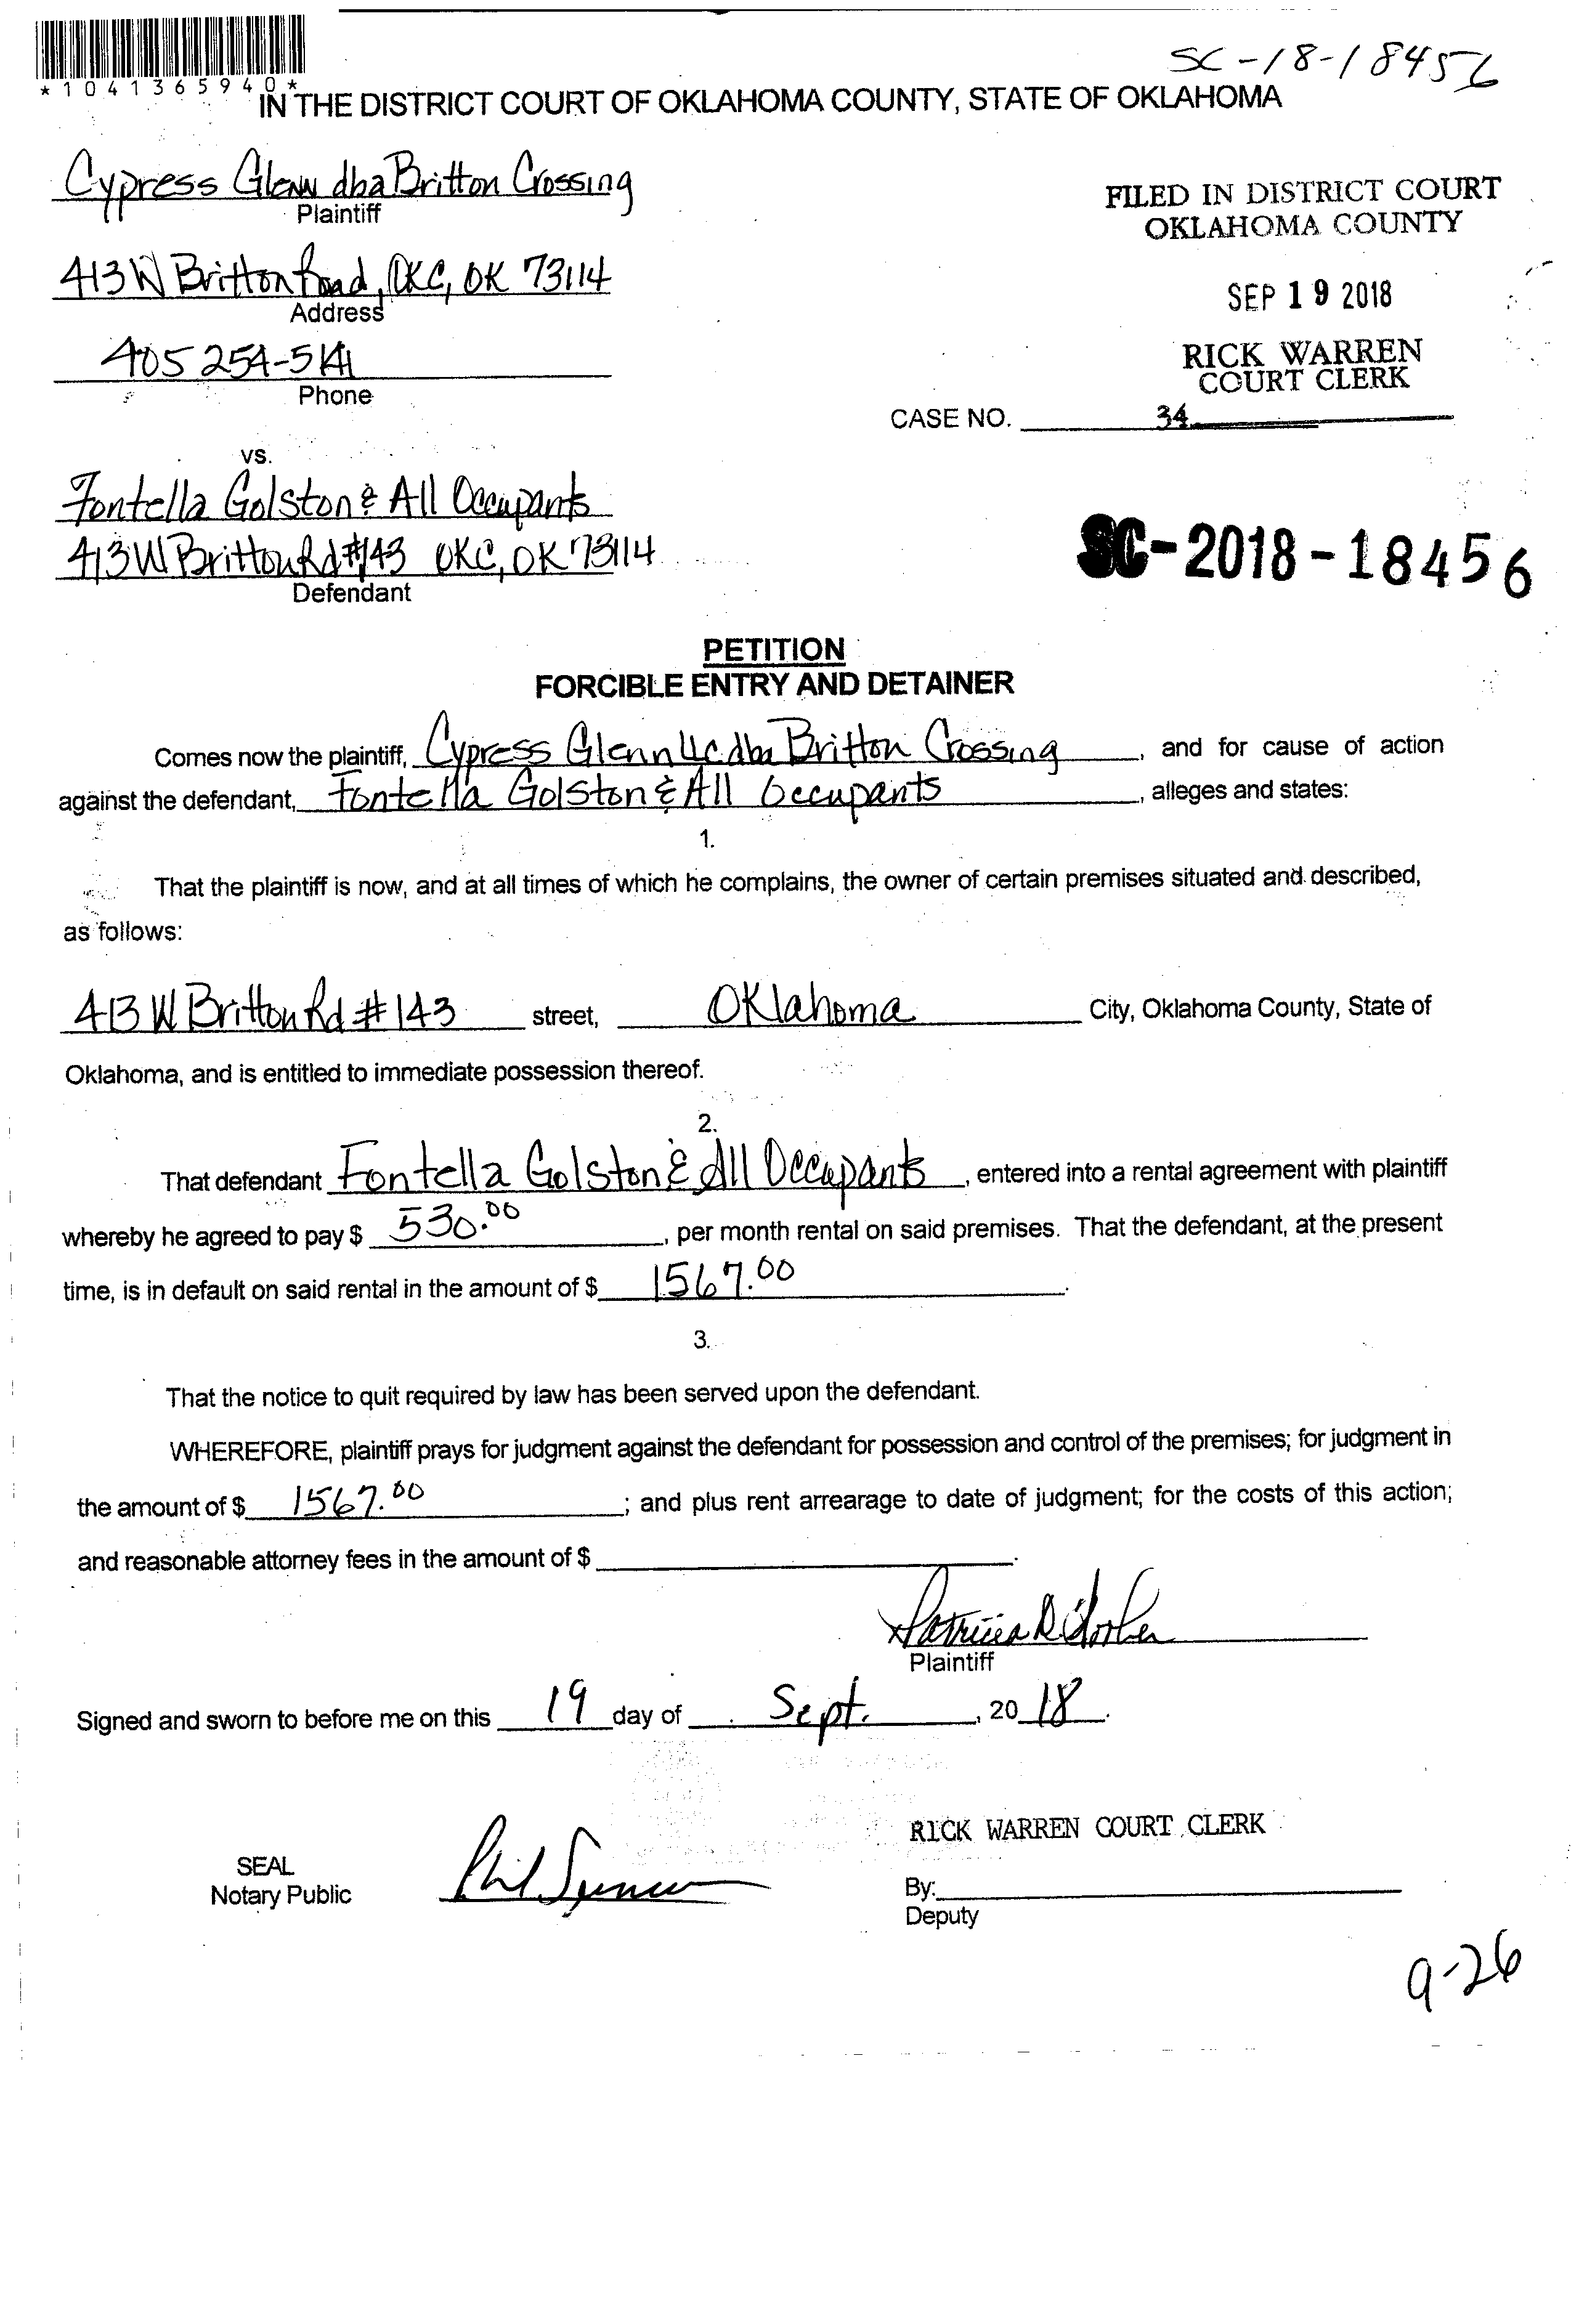 SC-18-18456
*1041365940*
IN THE DISTRICT COURT OF OKLAHOMA COUNTY, STATE OF OKLAHOMA
Cypress Glenn dba Britton Crossing
Plaintiff
FILED IN DISTRICT COURT
OKLAHOMA COUNTY
413 W Britton Road, OKC, OK 73114
Address
SEP 19 2018
405 254-5141
Phone
RICK WARREN
COURT CLERK
CASE NO. 34
vs.
Fontella Golston & All Occupants
413 W Britton Rd #143 OKC, OK 73114
Defendant
SC-2018-18456
PETITION
FORCIBLE ENTRY AND DETAINER
Comes now the plaintiff, Cypress Glenn LLC dba Britton Crossing, and for cause of action
against the defendant, Fontella Golston & All Occupants, alleges and states:
1.
That the plaintiff is now, and at all times of which he complains, the owner of certain premises situated and described,
as follows:
413 W Britton Rd #143 street, Oklahoma City, Oklahoma County, State of
Oklahoma, and is entitled to immediate possession thereof.
2.
That defendant Fontella Golston & All Occupants, entered into a rental agreement with plaintiff
whereby he agreed to pay $ 530.00, per month rental on said premises. That the defendant, at the present
time, is in default on said rental in the amount of $ 1567.00.
3.
That the notice to quit required by law has been served upon the defendant.
WHEREFORE, plaintiff prays for judgment against the defendant for possession and control of the premises; for judgment in
the amount of $ 1567.00; and plus rent arrearage to date of judgment; for the costs of this action;
and reasonable attorney fees in the amount of $.
Patricia D
Plaintiff
Signed and sworn to before me on this 19 day of Sept., 2018.
RICK WARREN COURT CLERK
SEAL
Notary Public
Phil Spencer
By:
Deputy
9-26